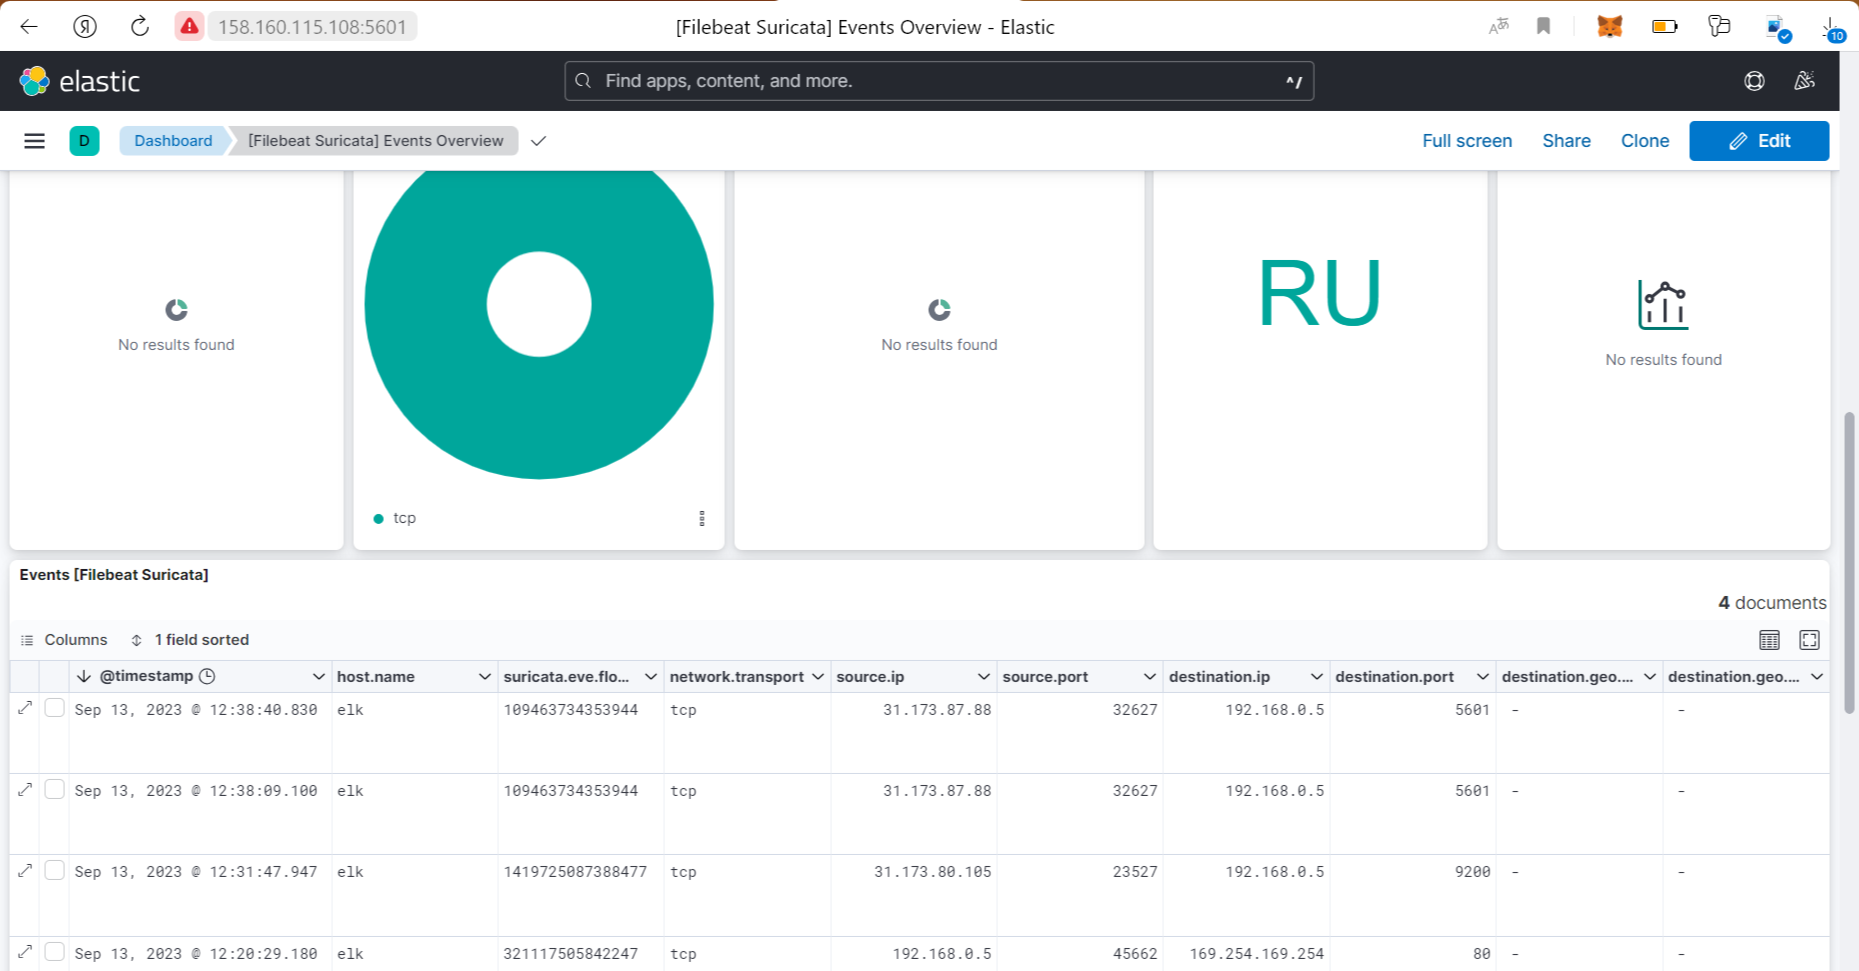 158.160.115.108:5601
[Filebeat Suricata] Events Overview - Elastic
10
elastic
Find apps, content, and more.
^/
D
Dashboard
[Filebeat Suricata] Events Overview
Full screen
Share
Clone
Edit
No results found
tcp
No results found
RU
No results found
Events [Filebeat Suricata]
4 documents
Columns
1 field sorted
@timestamp host.name suricata.eve.flo... network.transport source.ip source.port destination.ip destination.port destination.geo.... destination.geo....
Sep 13, 2023 @ 12:38:40.830 elk 109463734353944 tcp 31.173.87.88 32627 192.168.0.5 5601 - -
Sep 13, 2023 @ 12:38:09.100 elk 109463734353944 tcp 31.173.87.88 32627 192.168.0.5 5601 - -
Sep 13, 2023 @ 12:31:47.947 elk 1419725087388477 tcp 31.173.80.105 23527 192.168.0.5 9200 - -
Sep 13, 2023 @ 12:20:29.180 elk 321117505842247 tcp 192.168.0.5 45662 169.254.169.254 80 - -